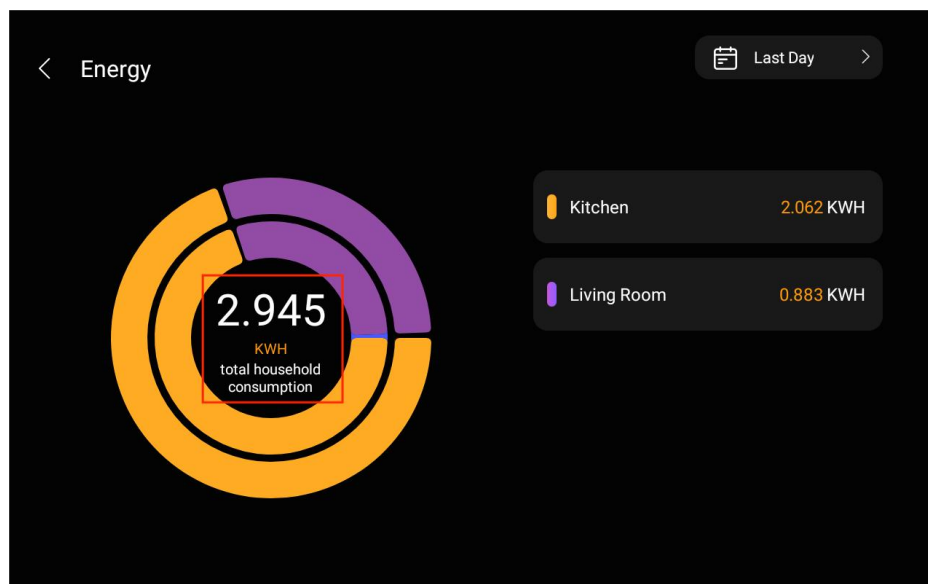 Energy
Last Day
Kitchen 2.062 KWH
Living Room 0.883 KWH
2.945
KWH
total household
consumption